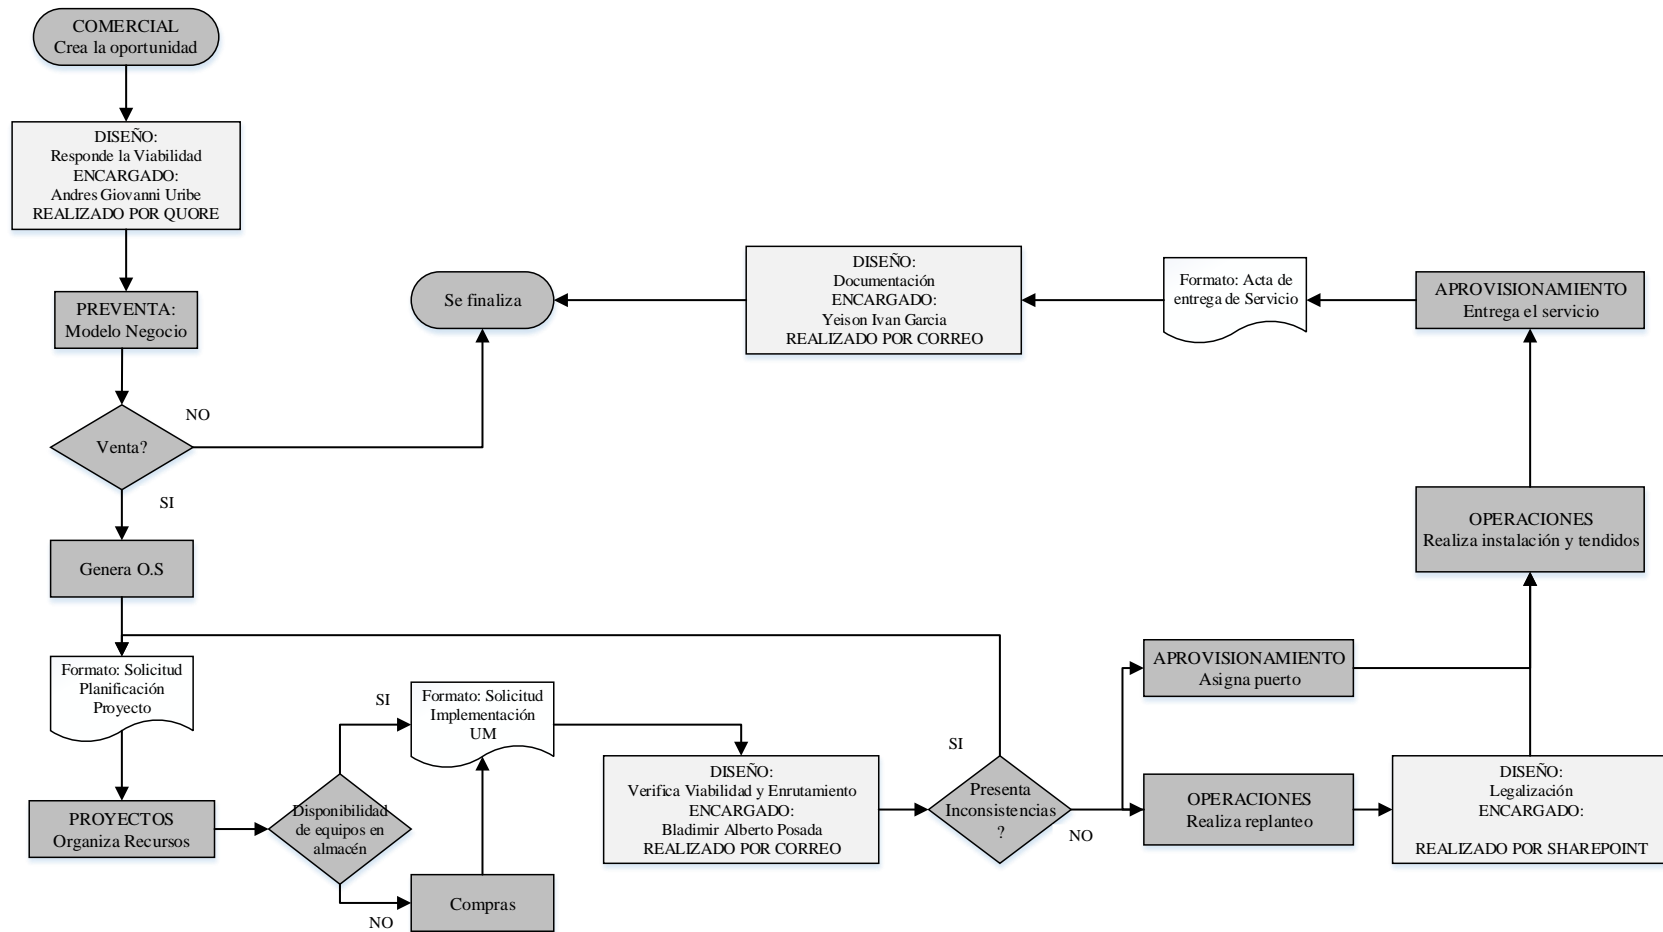 COMERCIAL
Crea la oportunidad
DISEÑO:
Responde la Viabilidad
ENCARGADO:
Andres Giovanni Uribe
REALIZADO POR QUORE
PREVENTA:
Modelo Negocio
Venta?
NO
SI
Se finaliza
Genera O.S
Formato: Solicitud
Planificación
Proyecto
PROYECTOS
Organiza Recursos
Disponibilidad
de equipos en
almacén
SI
NO
Formato: Solicitud
Implementación
UM
Compras
DISEÑO:
Verifica Viabilidad y Enrutamiento
ENCARGADO:
Bladimir Alberto Posada
REALIZADO POR CORREO
Presenta
Inconsistencias
?
SI
NO
APROVISIONAMIENTO
Asigna puerto
OPERACIONES
Realiza replanteo
DISEÑO:
Legalización
ENCARGADO:
REALIZADO POR SHAREPOINT
OPERACIONES
Realiza instalación y tendidos
APROVISIONAMIENTO
Entrega el servicio
Formato: Acta de
entrega de Servicio
DISEÑO:
Documentación
ENCARGADO:
Yeison Ivan Garcia
REALIZADO POR CORREO